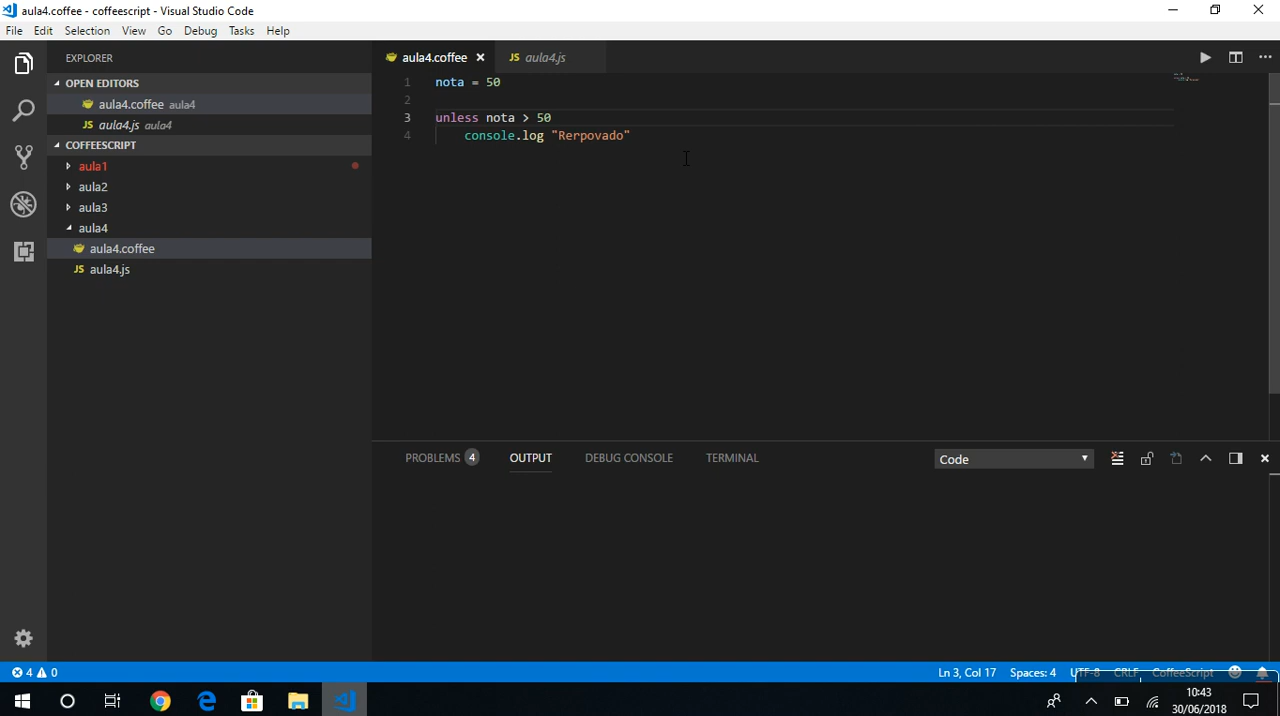 aula4.coffee - coffeescript - Visual Studio Code
File Edit Selection View Go Debug Tasks Help
EXPLORER
OPEN EDITORS
aula4.coffee aula4
JS aula4.js aula4
COFFEESCRIPT
aula1
aula2
aula3
aula4
aula4.coffee
JS aula4.js
aula4.coffee JS aula4.js
1 nota = 50
2
3 unless nota > 50
4 console.log "Rerpovado"
PROBLEMS 4 OUTPUT DEBUG CONSOLE TERMINAL Code
4 0 Ln 3, Col 17 Spaces: 4 UTF-8 CRLF CoffeeScript
10:43
30/06/2018